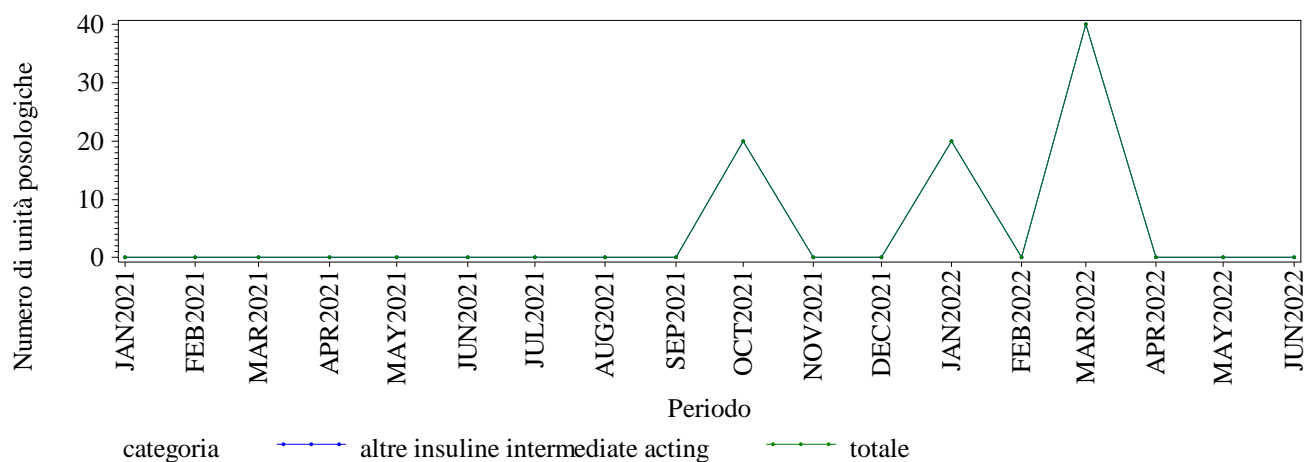 Numero di unità posologiche
40
30
20
10
0
JAN2021
FEB2021
MAR2021
APR2021
MAY2021
JUN2021
JUL2021
AUG2021
SEP2021
OCT2021
NOV2021
DEC2021
JAN2022
FEB2022
MAR2022
APR2022
MAY2022
JUN2022
Periodo
categoria altre insuline intermediate acting totale